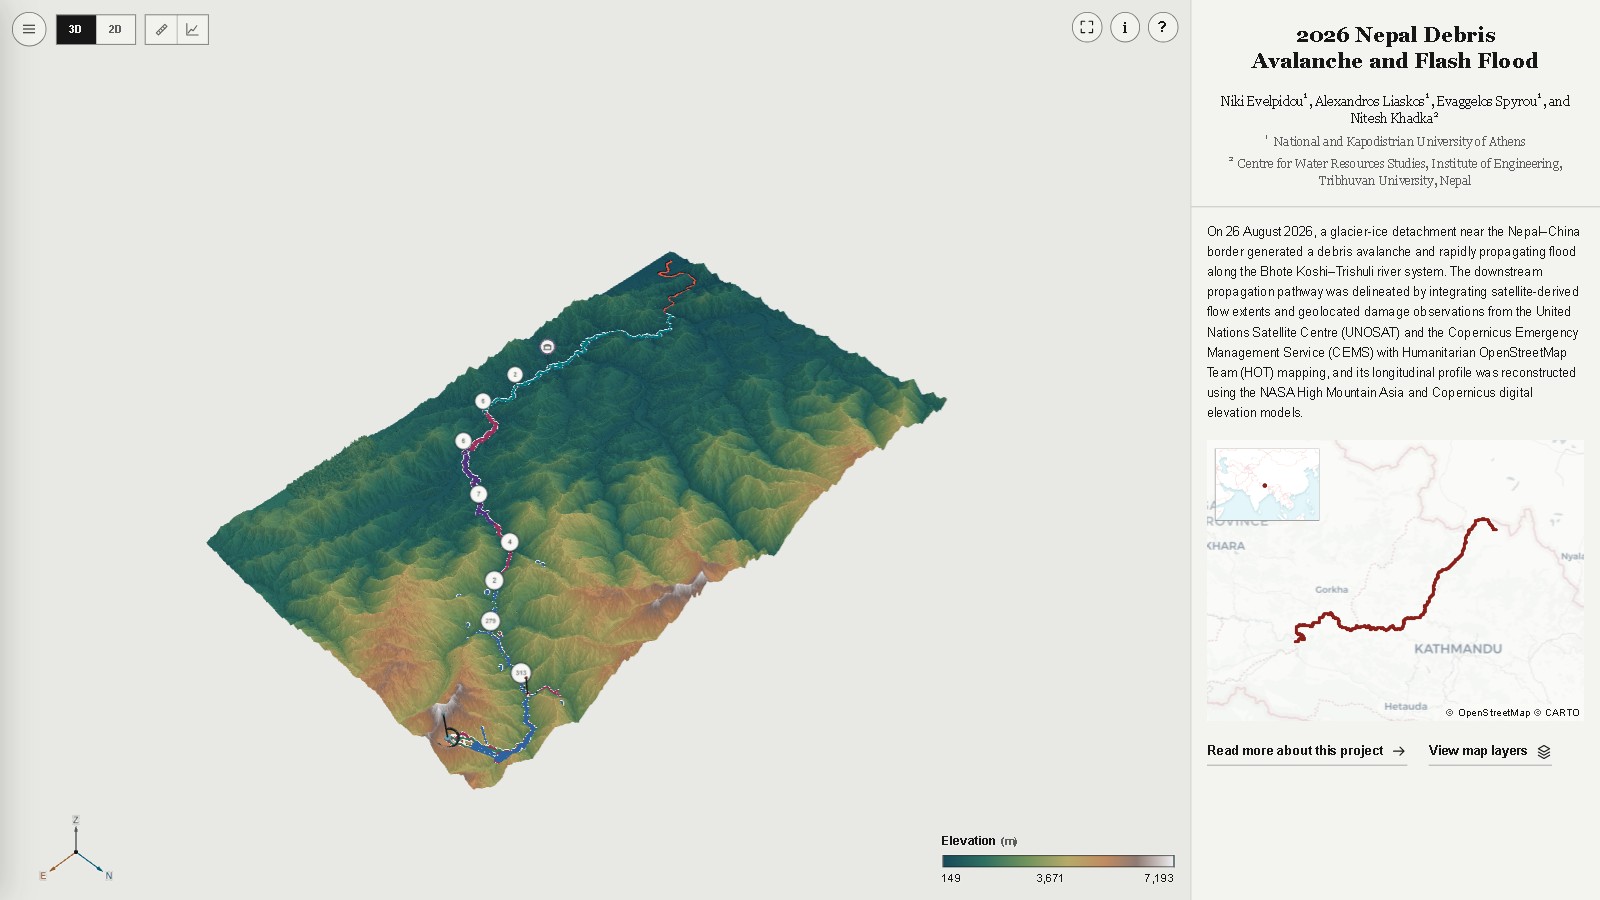 3D
2D
i
?
2026 Nepal Debris
Avalanche and Flash Flood
Niki Evelpidou¹, Alexandros Liaskos¹, Evaggelos Spyrou¹, and
Nitesh Khadka²
¹ National and Kapodistrian University of Athens
² Centre for Water Resources Studies, Institute of Engineering,
Tribhuvan University, Nepal
On 26 August 2026, a glacier-ice detachment near the Nepal–China
border generated a debris avalanche and rapidly propagating flood
along the Bhote Koshi–Trishuli river system. The downstream
propagation pathway was delineated by integrating satellite-derived
flow extents and geolocated damage observations from the United
Nations Satellite Centre (UNOSAT) and the Copernicus Emergency
Management Service (CEMS) with Humanitarian OpenStreetMap
Team (HOT) mapping, and its longitudinal profile was reconstructed
using the NASA High Mountain Asia and Copernicus digital
elevation models.
ROVINCE
KHARA
Nyala
Gorkha
KATHMANDU
Hetauda
© OpenStreetMap © CARTO
Read more about this project →
View map layers
7
4
2
279
313
Z
E
N
Elevation (m)
149
3,671
7,193